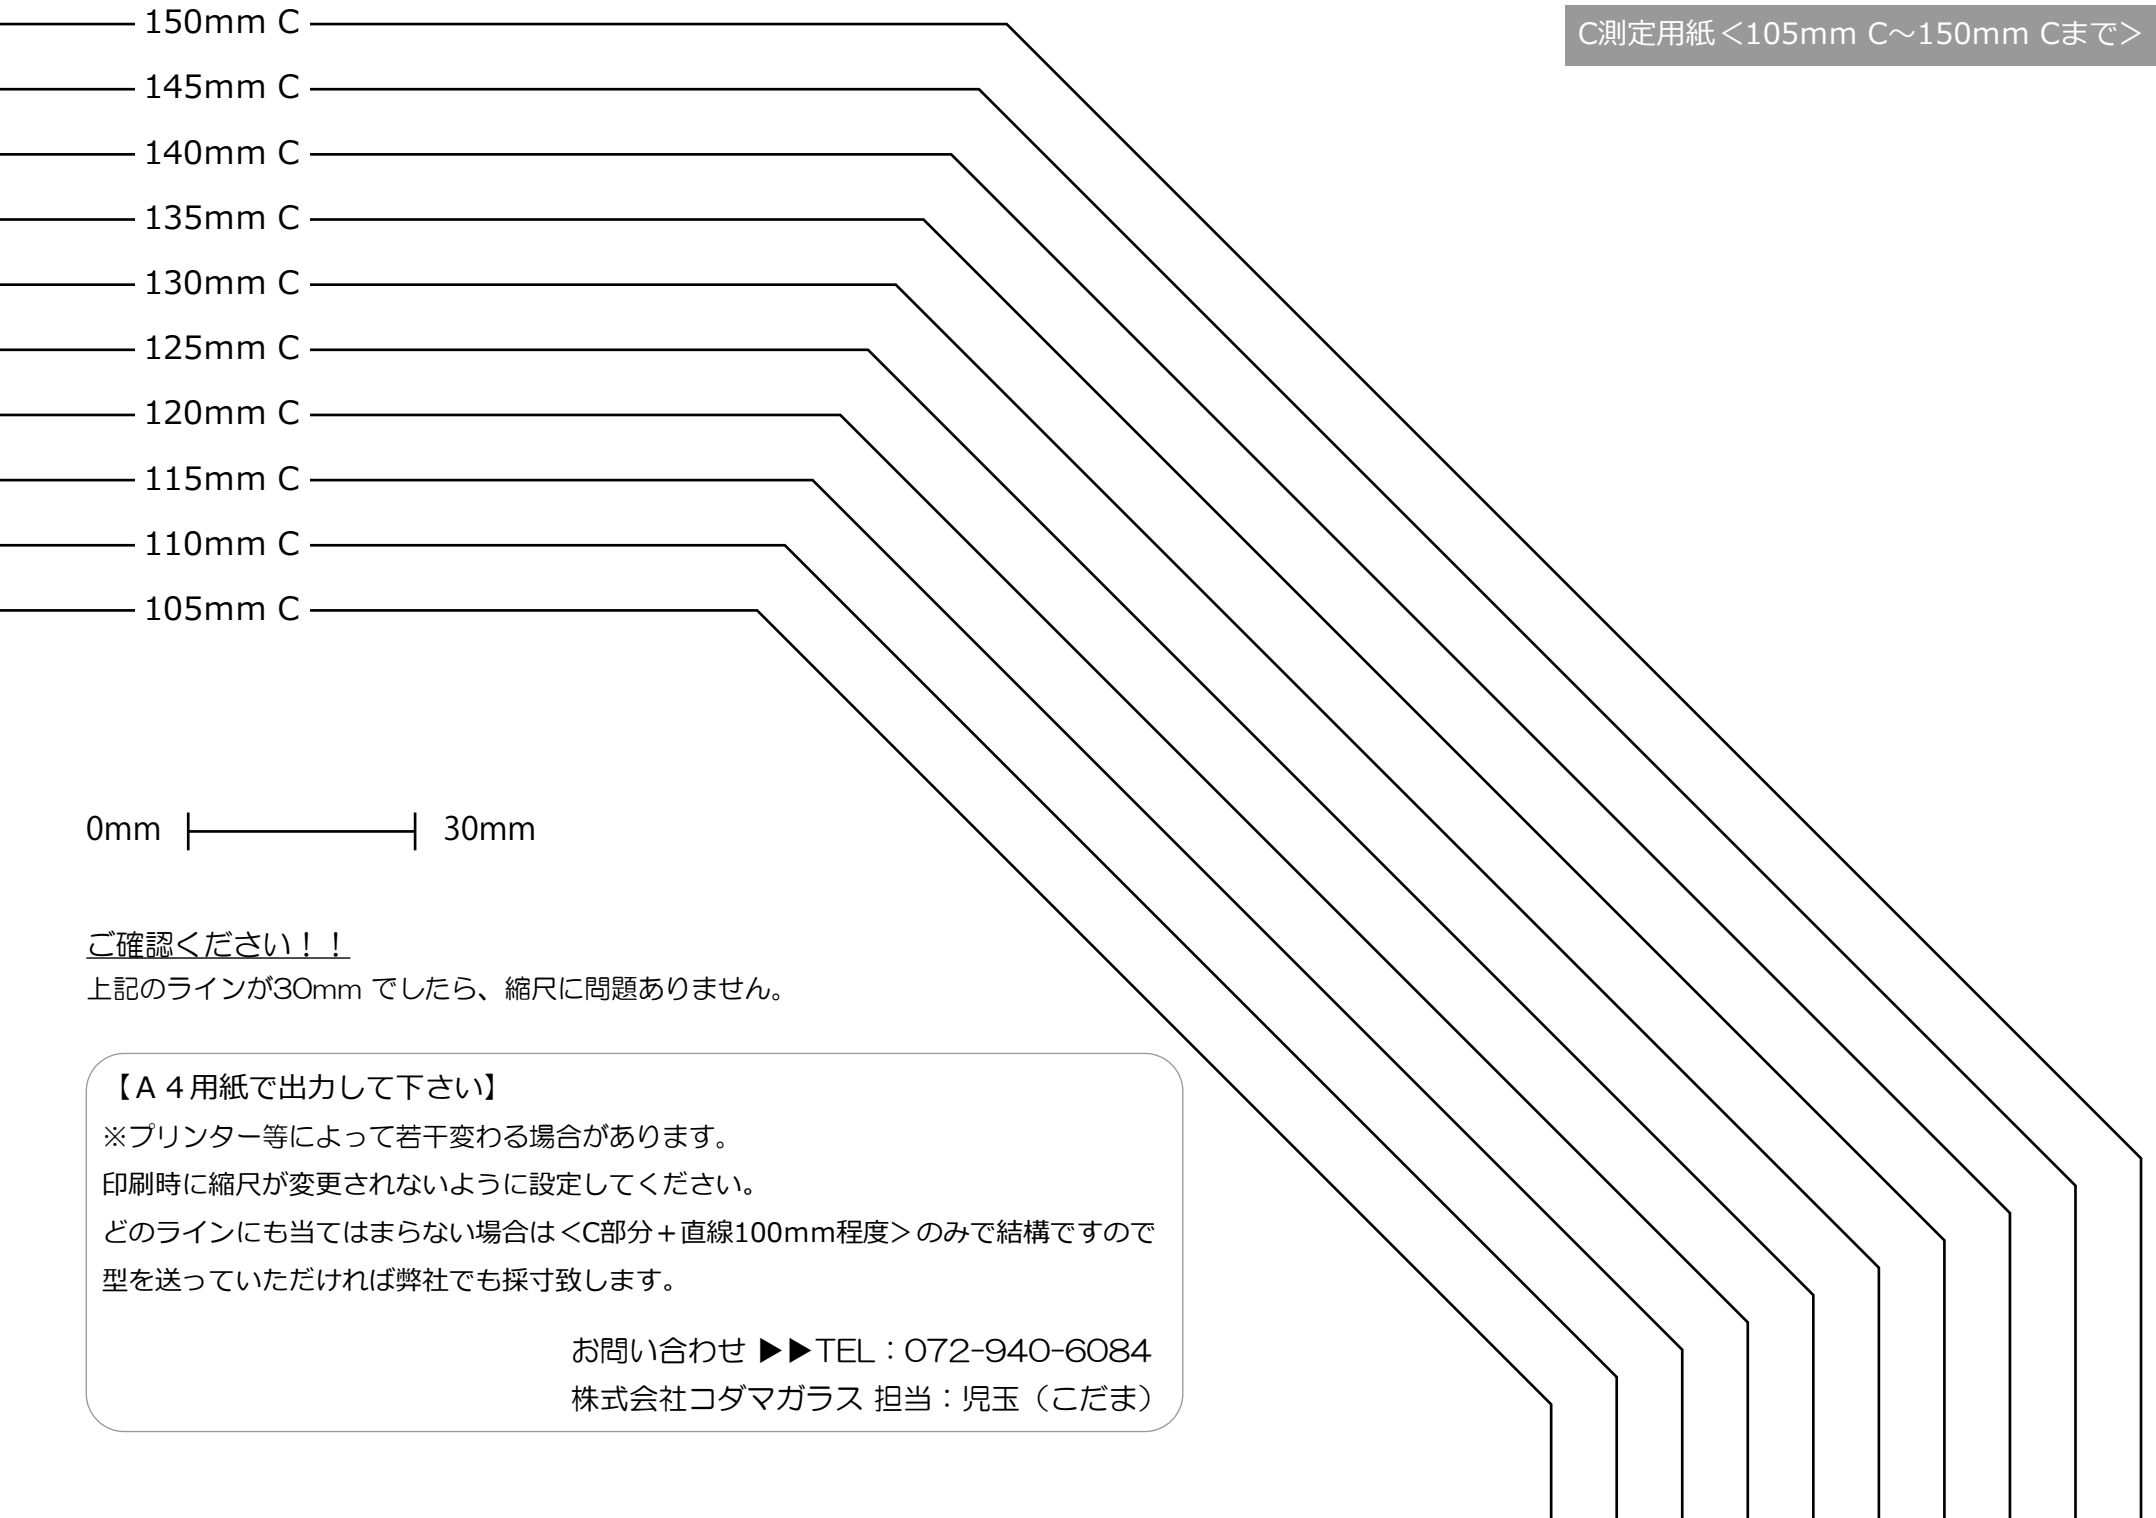 C測定用紙＜105mm C～150mm Cまで＞
150mm C
145mm C
140mm C
135mm C
130mm C
125mm C
120mm C
115mm C
110mm C
105mm C
0mm 30mm
ご確認ください！！
上記のラインが30mm でしたら、縮尺に問題ありません。
【A４用紙で出力して下さい】
※プリンター等によって若干変わる場合があります。
印刷時に縮尺が変更されないように設定してください。
どのラインにも当てはまらない場合は＜C部分＋直線100mm程度＞のみで結構ですので
型を送っていただければ弊社でも採寸致します。
お問い合わせ ▶▶TEL：072-940-6084
株式会社コダマガラス 担当：児玉（こだま）